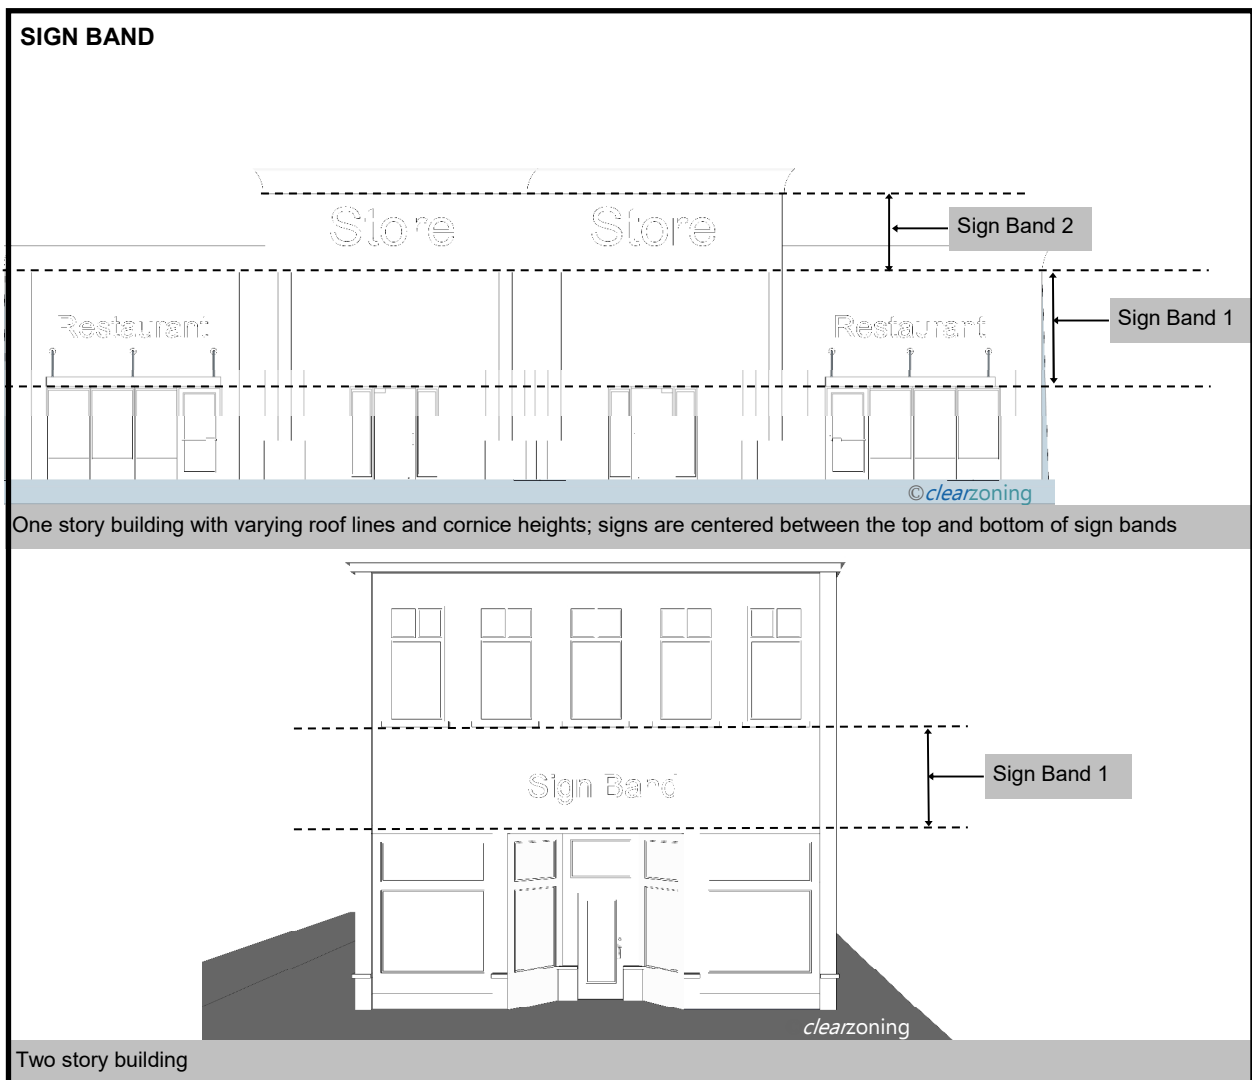 SIGN BAND
Store Store
Sign Band 2
Restaurant Restaurant
Sign Band 1
©clearzoning
One story building with varying roof lines and cornice heights; signs are centered between the top and bottom of sign bands
Sign Band 1
Sign Band
clearzoning
Two story building